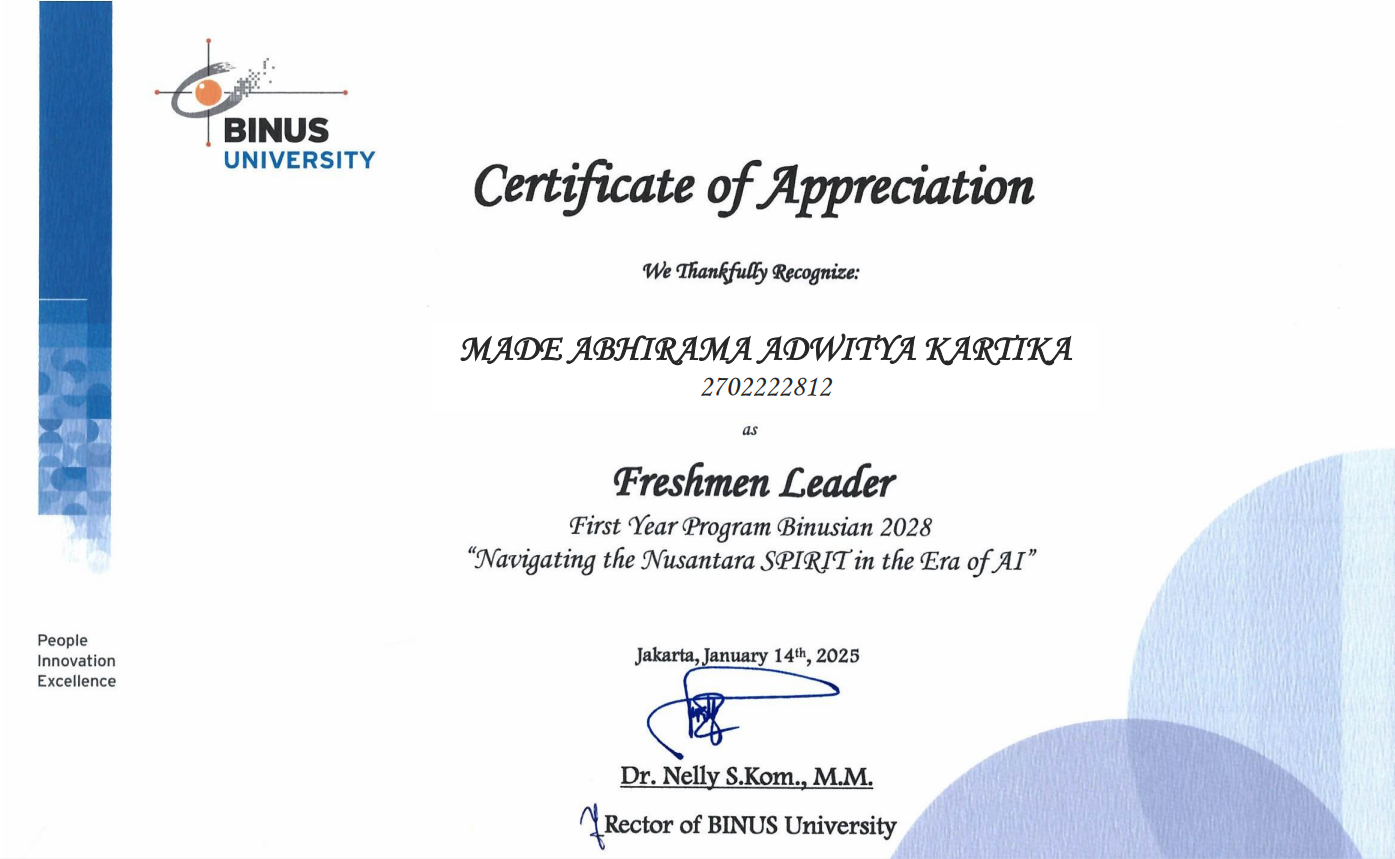 BINUS
UNIVERSITY
Certificate of Appreciation
We Thankfully Recognize:
MADE ABHIRAMA ADWITYA KARTIKA
2702222812
as
Freshmen Leader
First Year Program Binusian 2028
“Navigating the Nusantara SPIRIT in the Era of AI”
People
Innovation
Excellence
Jakarta, January 14th, 2025
Dr. Nelly S.Kom., M.M.
Rector of BINUS University